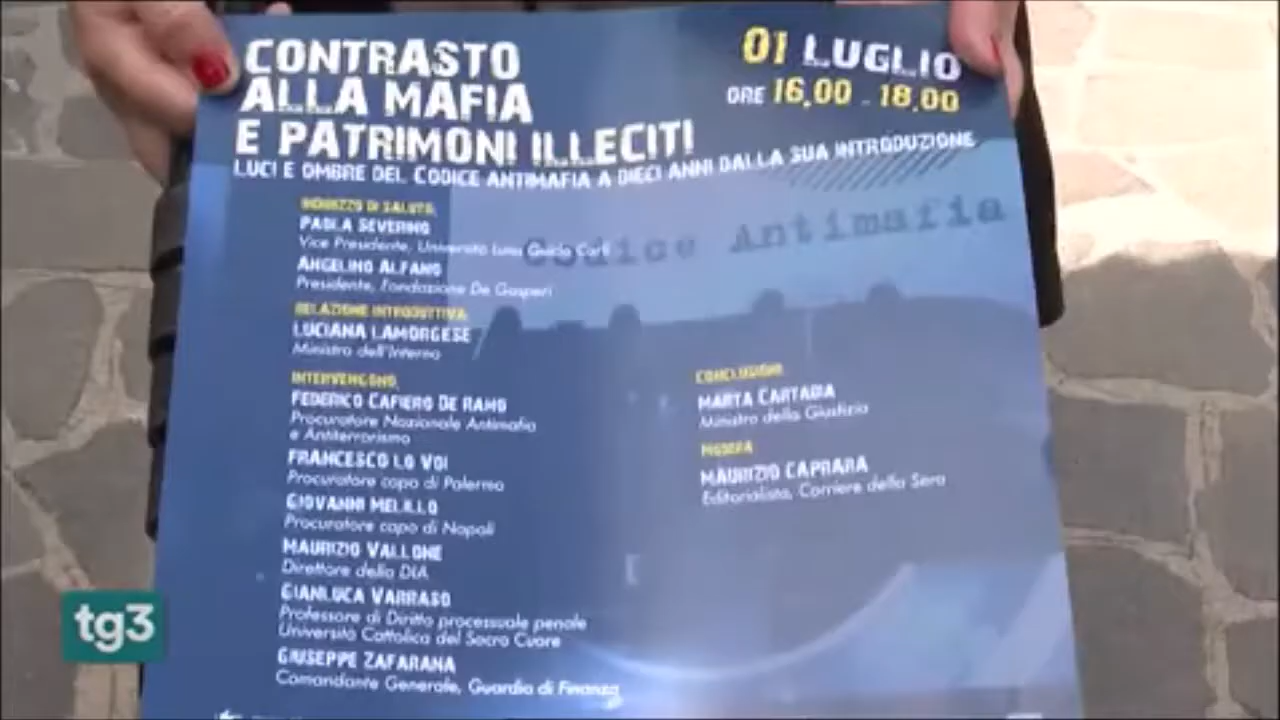 CONTRASTO
ALLA MAFIA
E PATRIMONI ILLECITI
LUCI E OMBRE DEL CODICE ANTIMAFIA A DIECI ANNI DALLA SUA INTRODUZIONE
01 LUGLIO
ORE 16,00 - 18,00
Codice Antimafia
INDIRIZZO DI SALUTO
PAOLA SEVERINO
Vice Presidente, Università Luiss Guido Carli
ANGELINO ALFANO
Presidente, Fondazione De Gasperi
RELAZIONE INTRODUTTIVA
LUCIANA LAMORGESE
Ministro dell'Interno
INTERVENGONO
FEDERICO CAFIERO DE RAHO
Procuratore Nazionale Antimafia
e Antiterrorismo
FRANCESCO LO VOI
Procuratore capo di Palermo
GIOVANNI MELILLO
Procuratore capo di Napoli
MAURIZIO VALLONE
Direttore della DIA
GIANLUCA VARRASO
Professore di Diritto processuale penale
Università Cattolica del Sacro Cuore
GIUSEPPE ZAFARANA
Comandante Generale, Guardia di Finanza
CONCLUSIONI
MARTA CARTABIA
Ministro della Giustizia
MODERA
MAURIZIO CAPRARA
Editorialista, Corriere della Sera
tg3